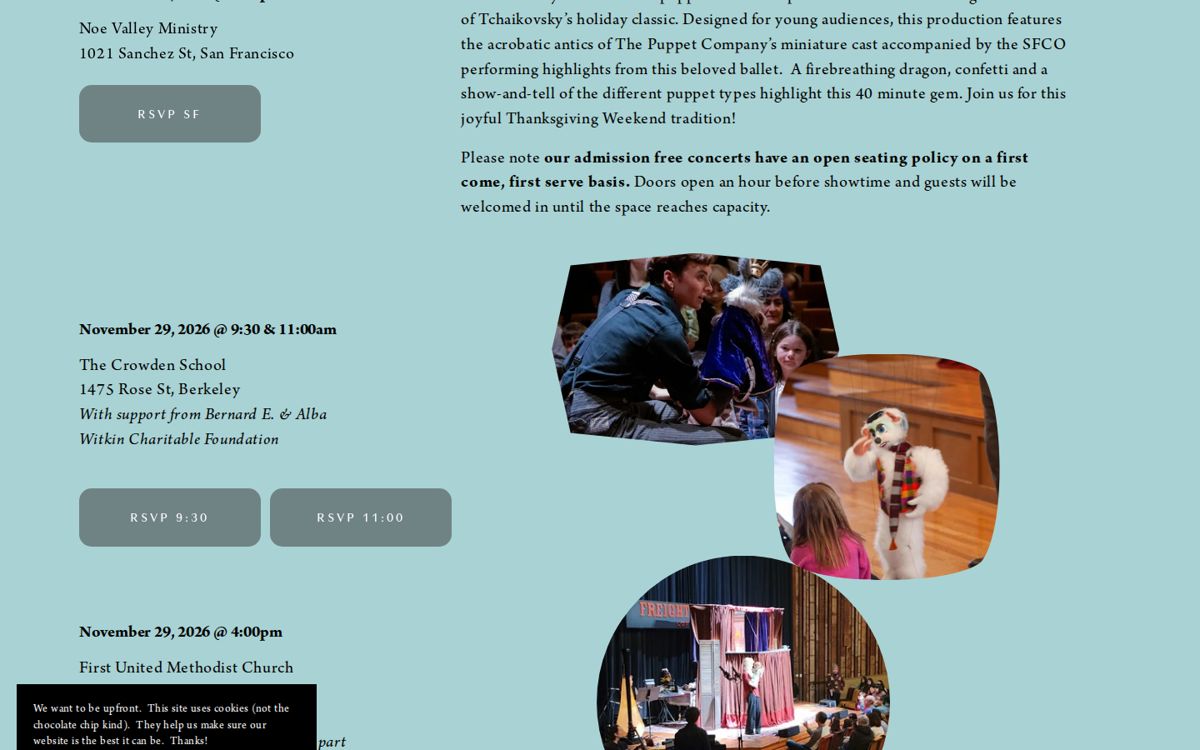 Noe Valley Ministry
1021 Sanchez St, San Francisco
RSVP SF
of Tchaikovsky's holiday classic. Designed for young audiences, this production features
the acrobatic antics of The Puppet Company's miniature cast accompanied by the SFCO
performing highlights from this beloved ballet.  A firebreathing dragon, confetti and a
show-and-tell of the different puppet types highlight this 40 minute gem. Join us for this
joyful Thanksgiving Weekend tradition!
Please note our admission free concerts have an open seating policy on a first
come, first serve basis. Doors open an hour before showtime and guests will be
welcomed in until the space reaches capacity.
November 29, 2026 @ 9:30 & 11:00am
The Crowden School
1475 Rose St, Berkeley
With support from Bernard E. & Alba
Witkin Charitable Foundation
RSVP 9:30
RSVP 11:00
November 29, 2026 @ 4:00pm
First United Methodist Church
part
FREIGHT
We want to be upfront.  This site uses cookies (not the
chocolate chip kind).  They help us make sure our
website is the best it can be.  Thanks!